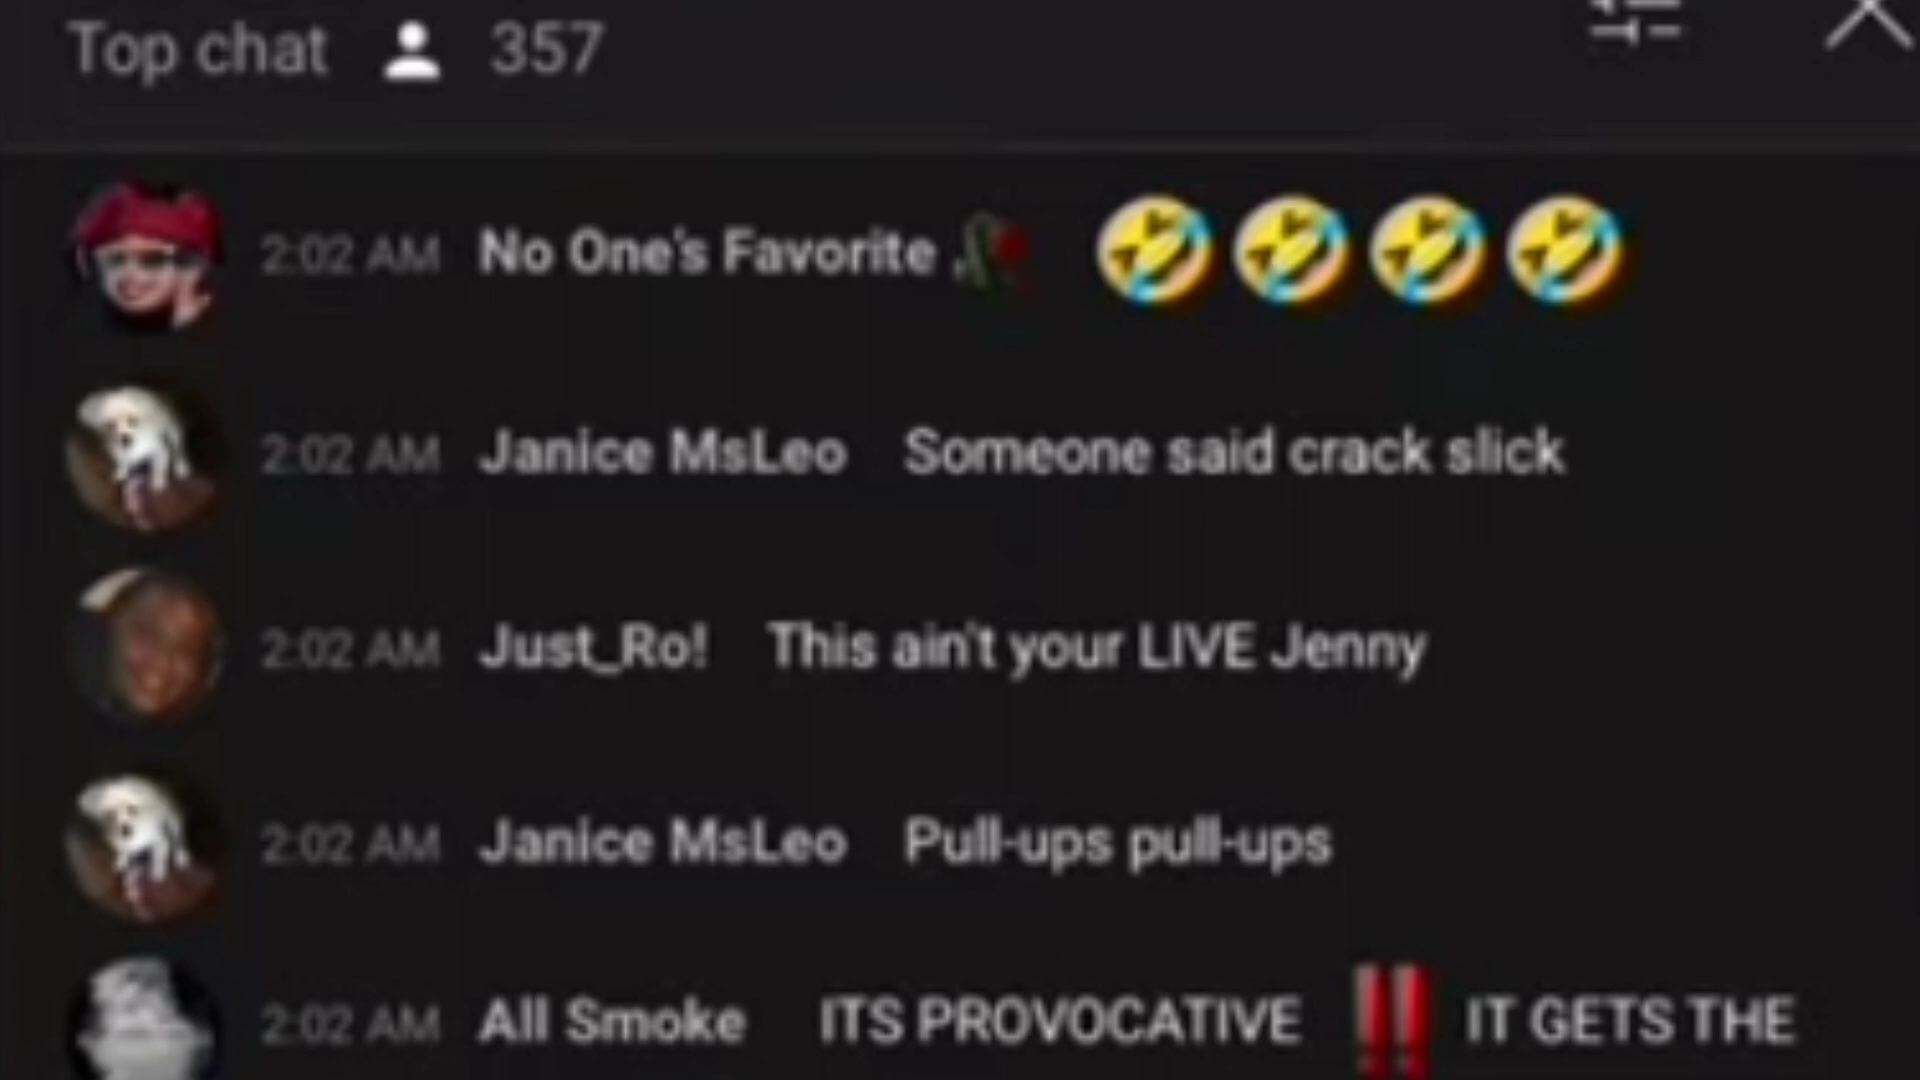 Top chat 357
2:02 AM No One's Favorite🥀 🤣🤣🤣🤣
2:02 AM Janice MsLeo Someone said crack slick
2:02 AM Just_Ro! This ain't your LIVE Jenny
2:02 AM Janice MsLeo Pull-ups pull-ups
2:02 AM All Smoke ITS PROVOCATIVE ‼️ IT GETS THE